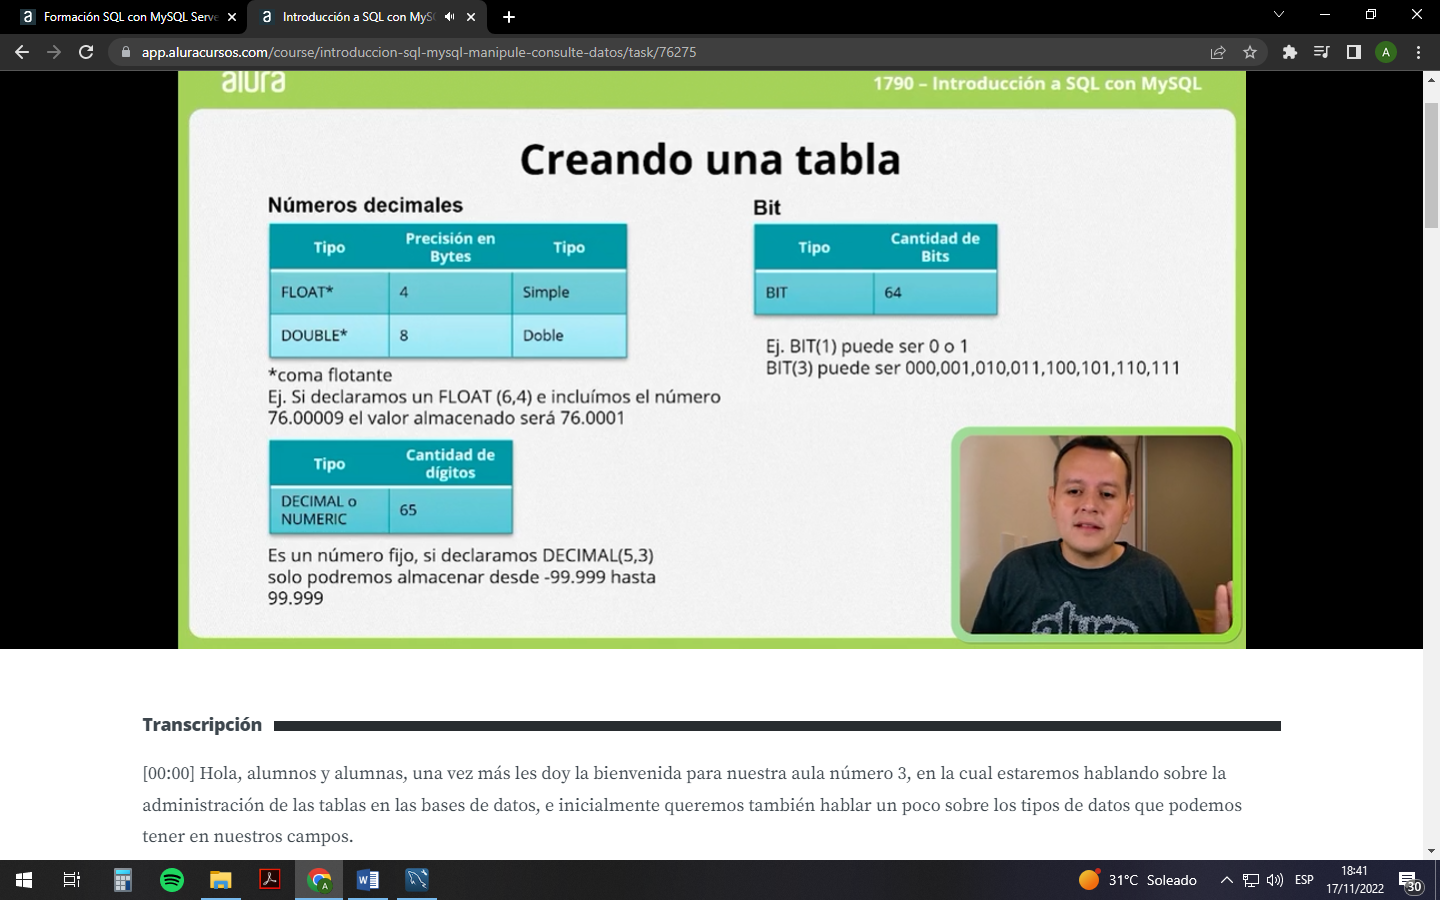 Formación SQL con MySQL Serve
Introducción a SQL con MyS
app.aluracursos.com/course/introduccion-sql-mysql-manipule-consulte-datos/task/76275
A
alura
1790 – Introducción a SQL con MySQL
Creando una tabla
Números decimales
Tipo Precisión en Bytes Tipo
FLOAT* 4 Simple
DOUBLE* 8 Doble
*coma flotante
Ej. Si declaramos un FLOAT (6,4) e incluímos el número
76.00009 el valor almacenado será 76.0001
Tipo Cantidad de dígitos
DECIMAL o NUMERIC 65
Es un número fijo, si declaramos DECIMAL(5,3)
solo podremos almacenar desde -99.999 hasta
99.999
Bit
Tipo Cantidad de Bits
BIT 64
Ej. BIT(1) puede ser 0 o 1
BIT(3) puede ser 000,001,010,011,100,101,110,111
alura
Transcripción
[00:00] Hola, alumnos y alumnas, una vez más les doy la bienvenida para nuestra aula número 3, en la cual estaremos hablando sobre la
administración de las tablas en las bases de datos, e inicialmente queremos también hablar un poco sobre los tipos de datos que podemos
tener en nuestros campos.
31°C Soleado
ESP
18:41
17/11/2022
30